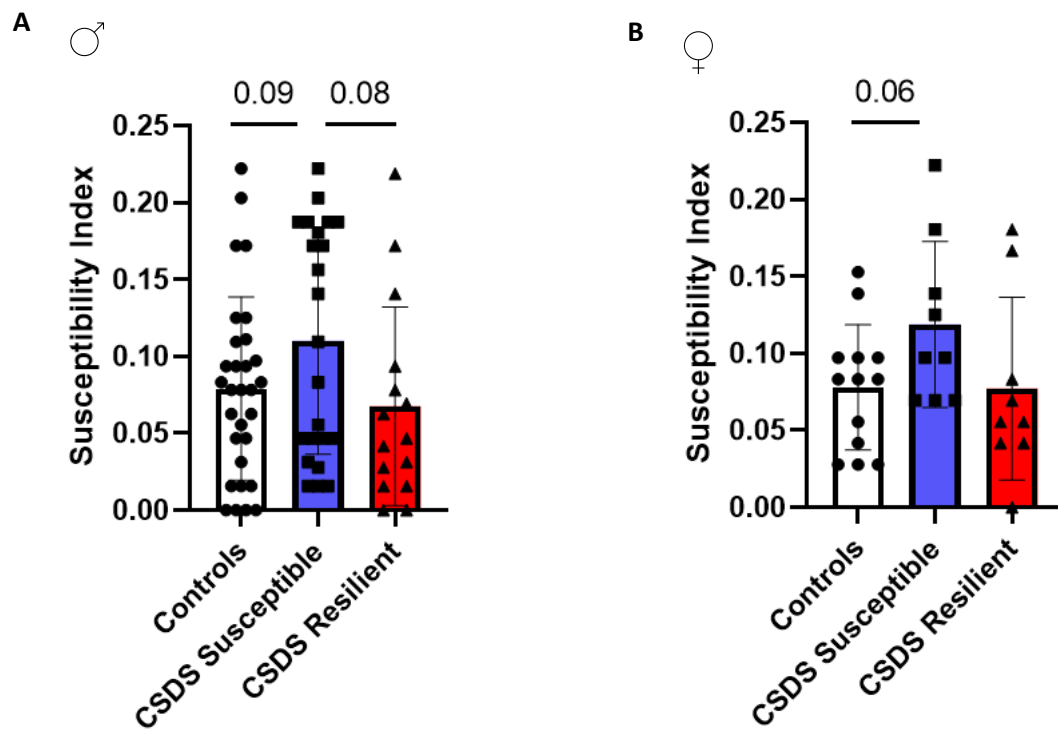 A
♂
0.09 0.08
0.25
0.20
0.15
0.10
0.05
0.00
Susceptibility Index
Controls
CSDS Susceptible
CSDS Resilient
B
♀
0.06
0.25
0.20
0.15
0.10
0.05
0.00
Susceptibility Index
Controls
CSDS Susceptible
CSDS Resilient